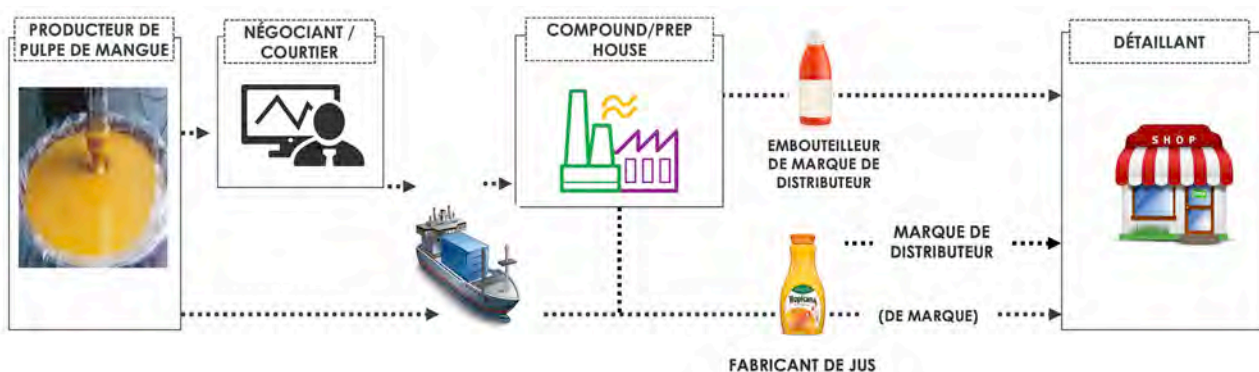 PRODUCTEUR DE
PULPE DE MANGUE
NÉGOCIANT /
COURTIER
COMPOUND/PREP
HOUSE
DÉTAILLANT
SHOP
EMBOUTEILLEUR
DE MARQUE DE
DISTRIBUTEUR
MARQUE DE
DISTRIBUTEUR
Tropicana
(DE MARQUE)
FABRICANT DE JUS